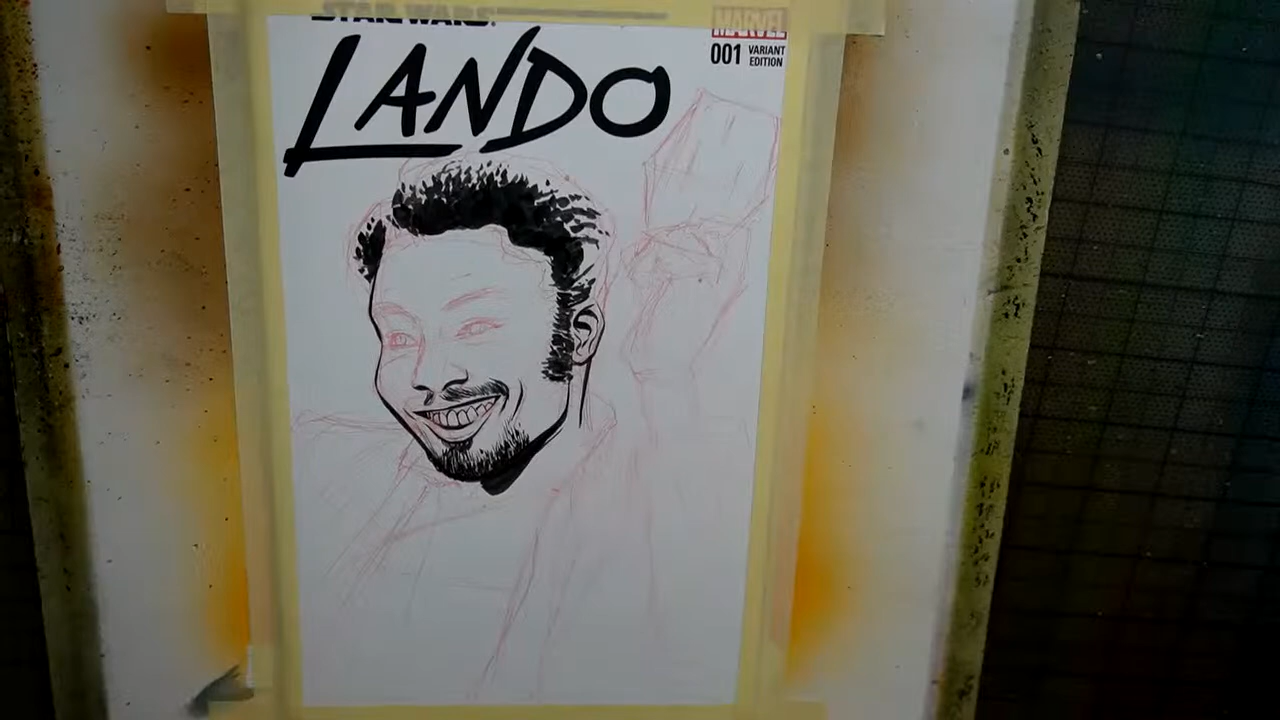 STAR WARS:
MARVEL
LANDO
001 VARIANT
EDITION